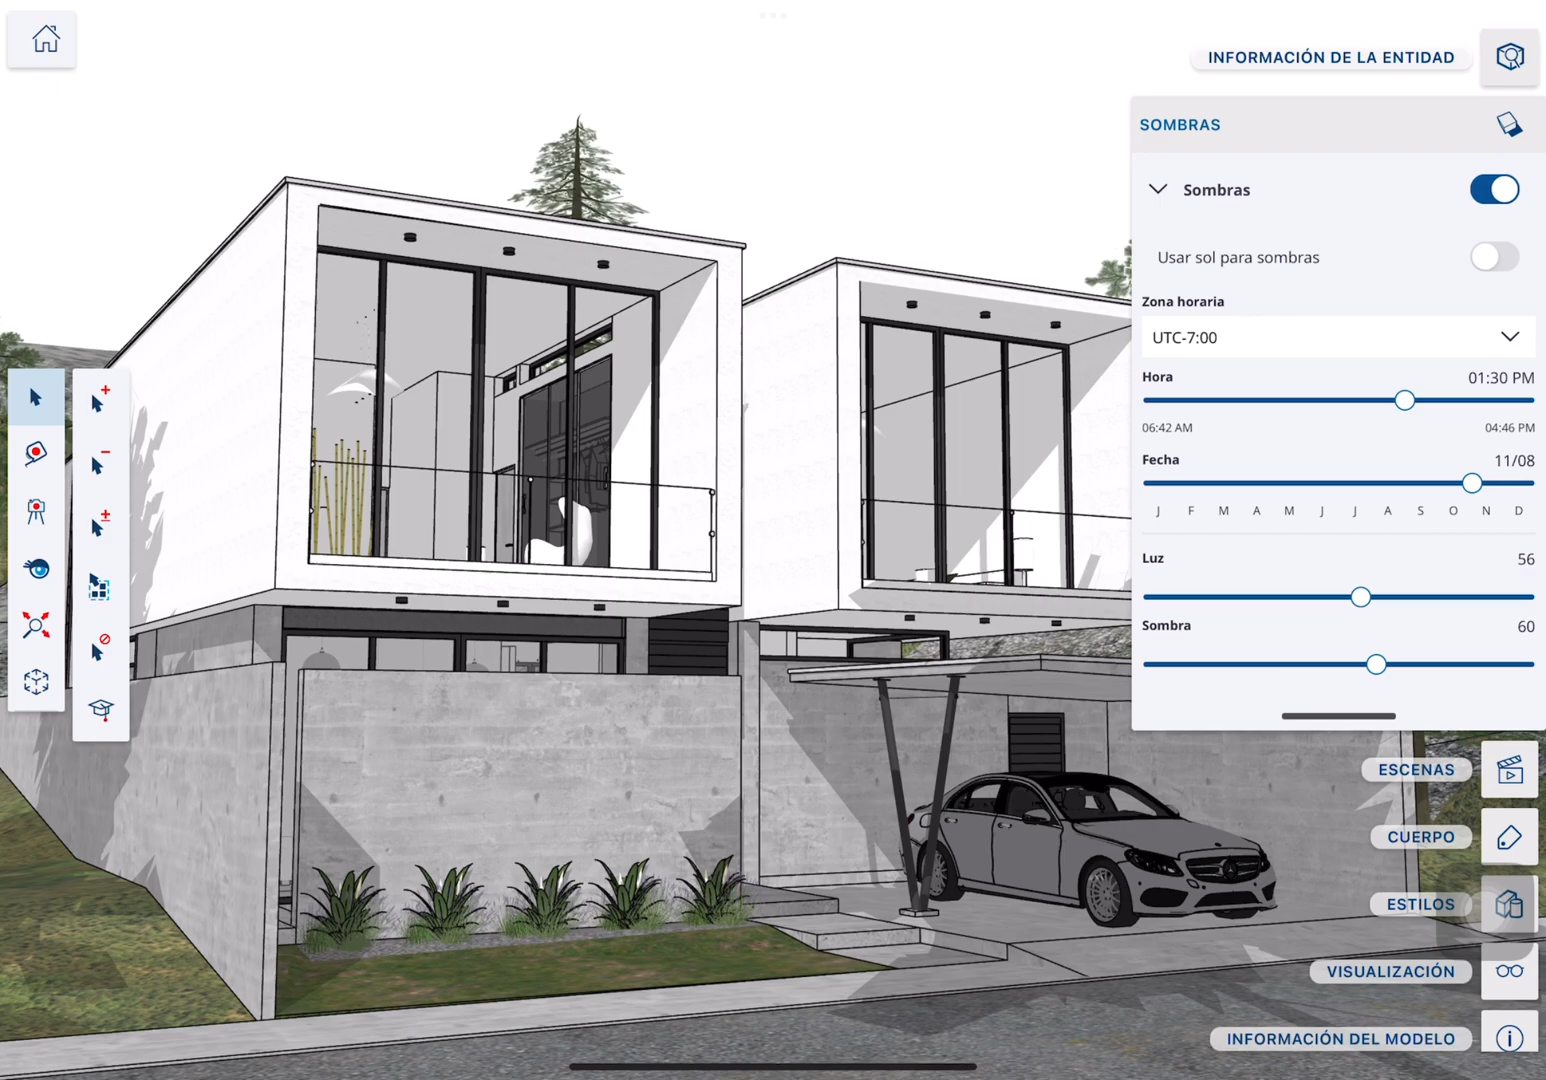 INFORMACIÓN DE LA ENTIDAD
SOMBRAS
Sombras
Usar sol para sombras
Zona horaria
UTC-7:00
Hora 01:30 PM
06:42 AM 04:46 PM
Fecha 11/08
J F M A M J J A S O N D
Luz 56
Sombra 60
ESCENAS
CUERPO
ESTILOS
VISUALIZACIÓN
INFORMACIÓN DEL MODELO